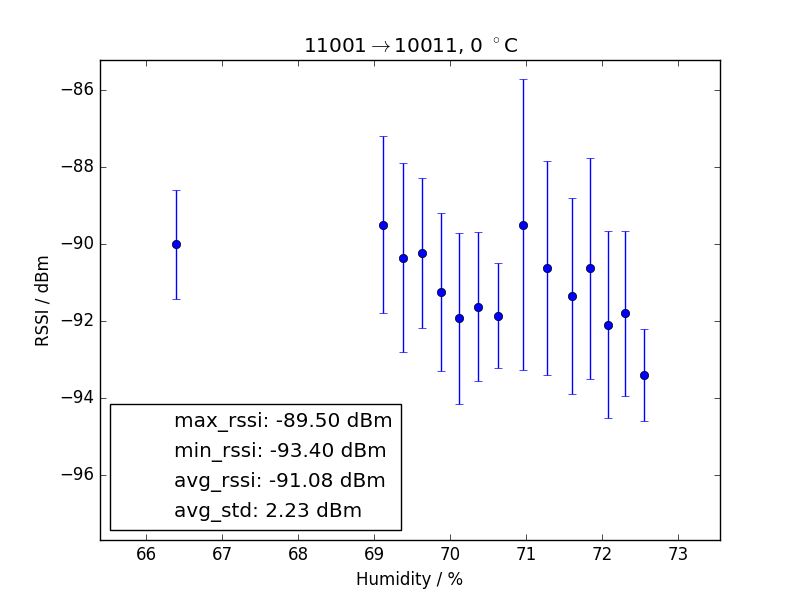 11001→10011, 0 °C
−86
−88
−90
−92
−94
−96
RSSI / dBm
max_rssi: -89.50 dBm
min_rssi: -93.40 dBm
avg_rssi: -91.08 dBm
avg_std: 2.23 dBm
66 67 68 69 70 71 72 73
Humidity / %